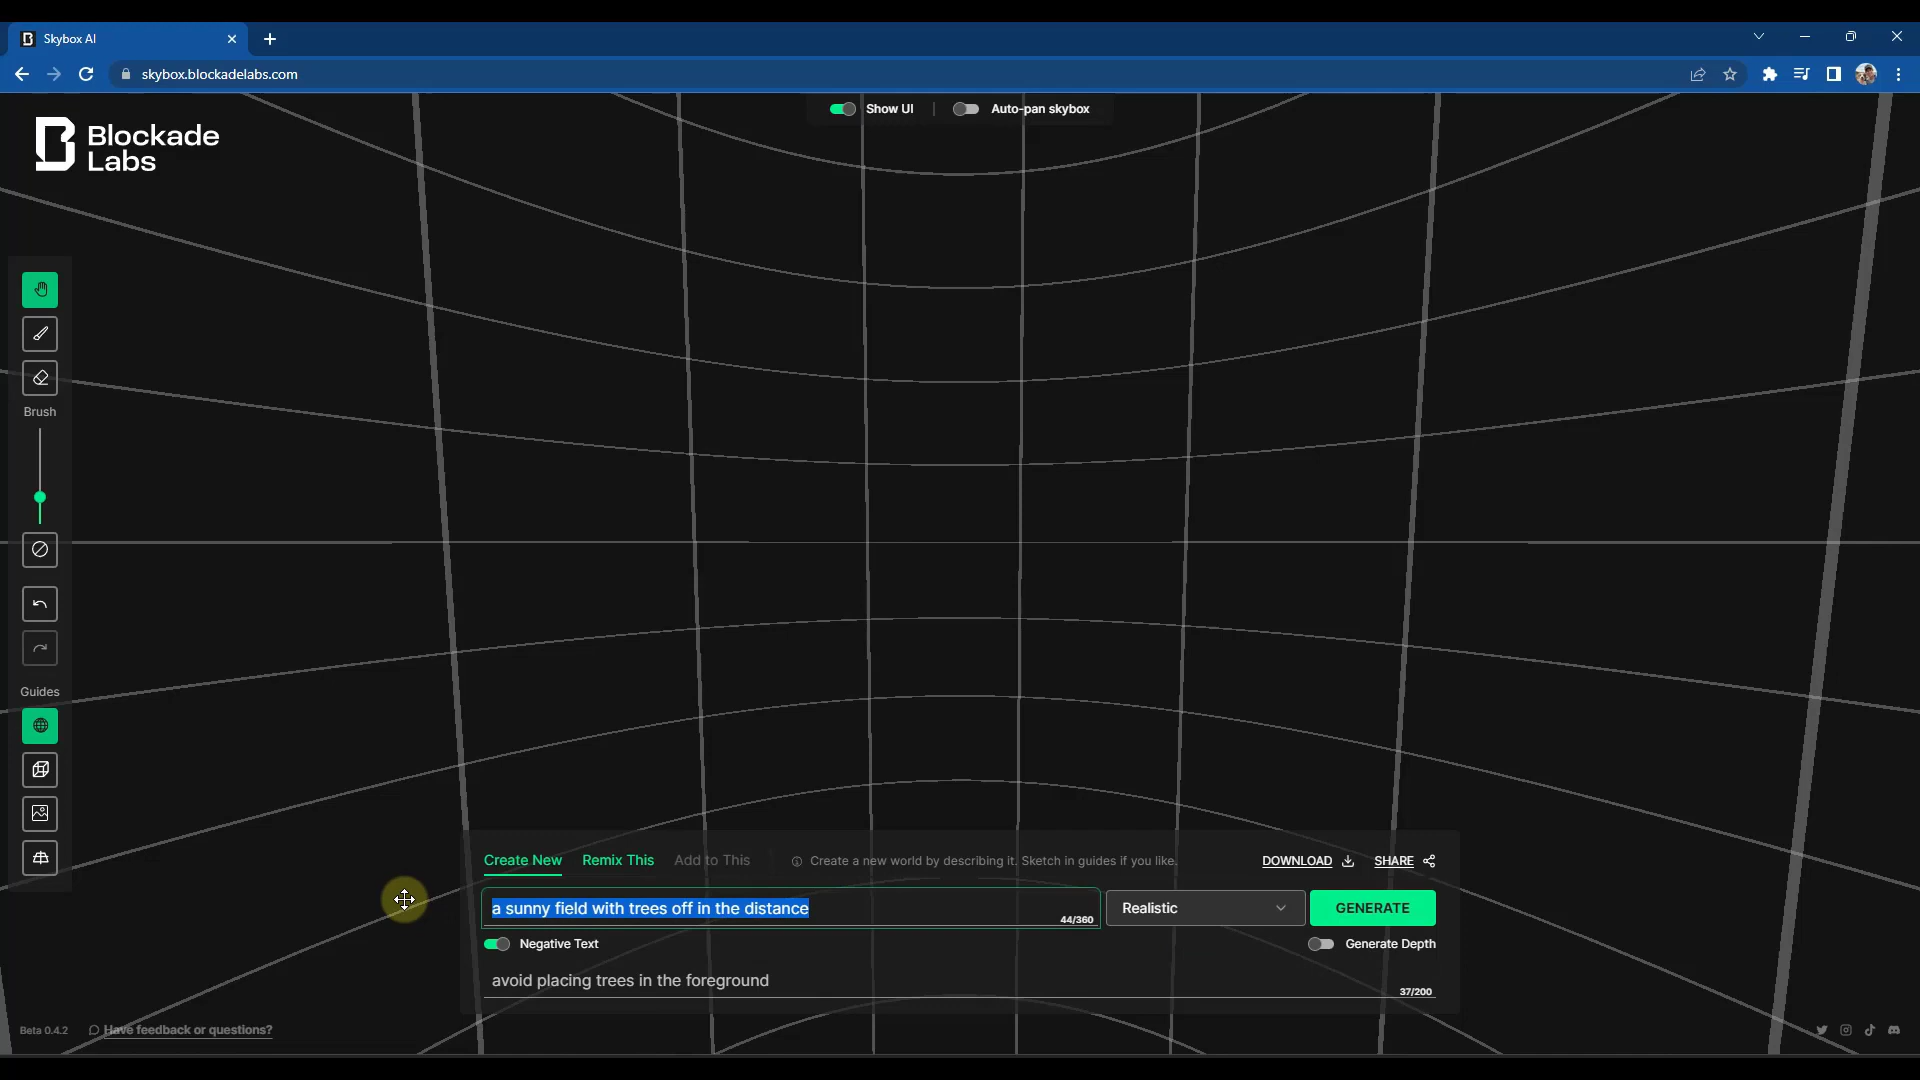 Skybox AI
skybox.blockadelabs.com
Show UI
Auto-pan skybox
Blockade
Labs
Brush
Guides
Create New
Remix This
Add to This
Create a new world by describing it. Sketch in guides if you like.
DOWNLOAD
SHARE
a sunny field with trees off in the distance
44/360
Realistic
GENERATE
Negative Text
Generate Depth
avoid placing trees in the foreground
37/200
Beta 0.4.2
Have feedback or questions?